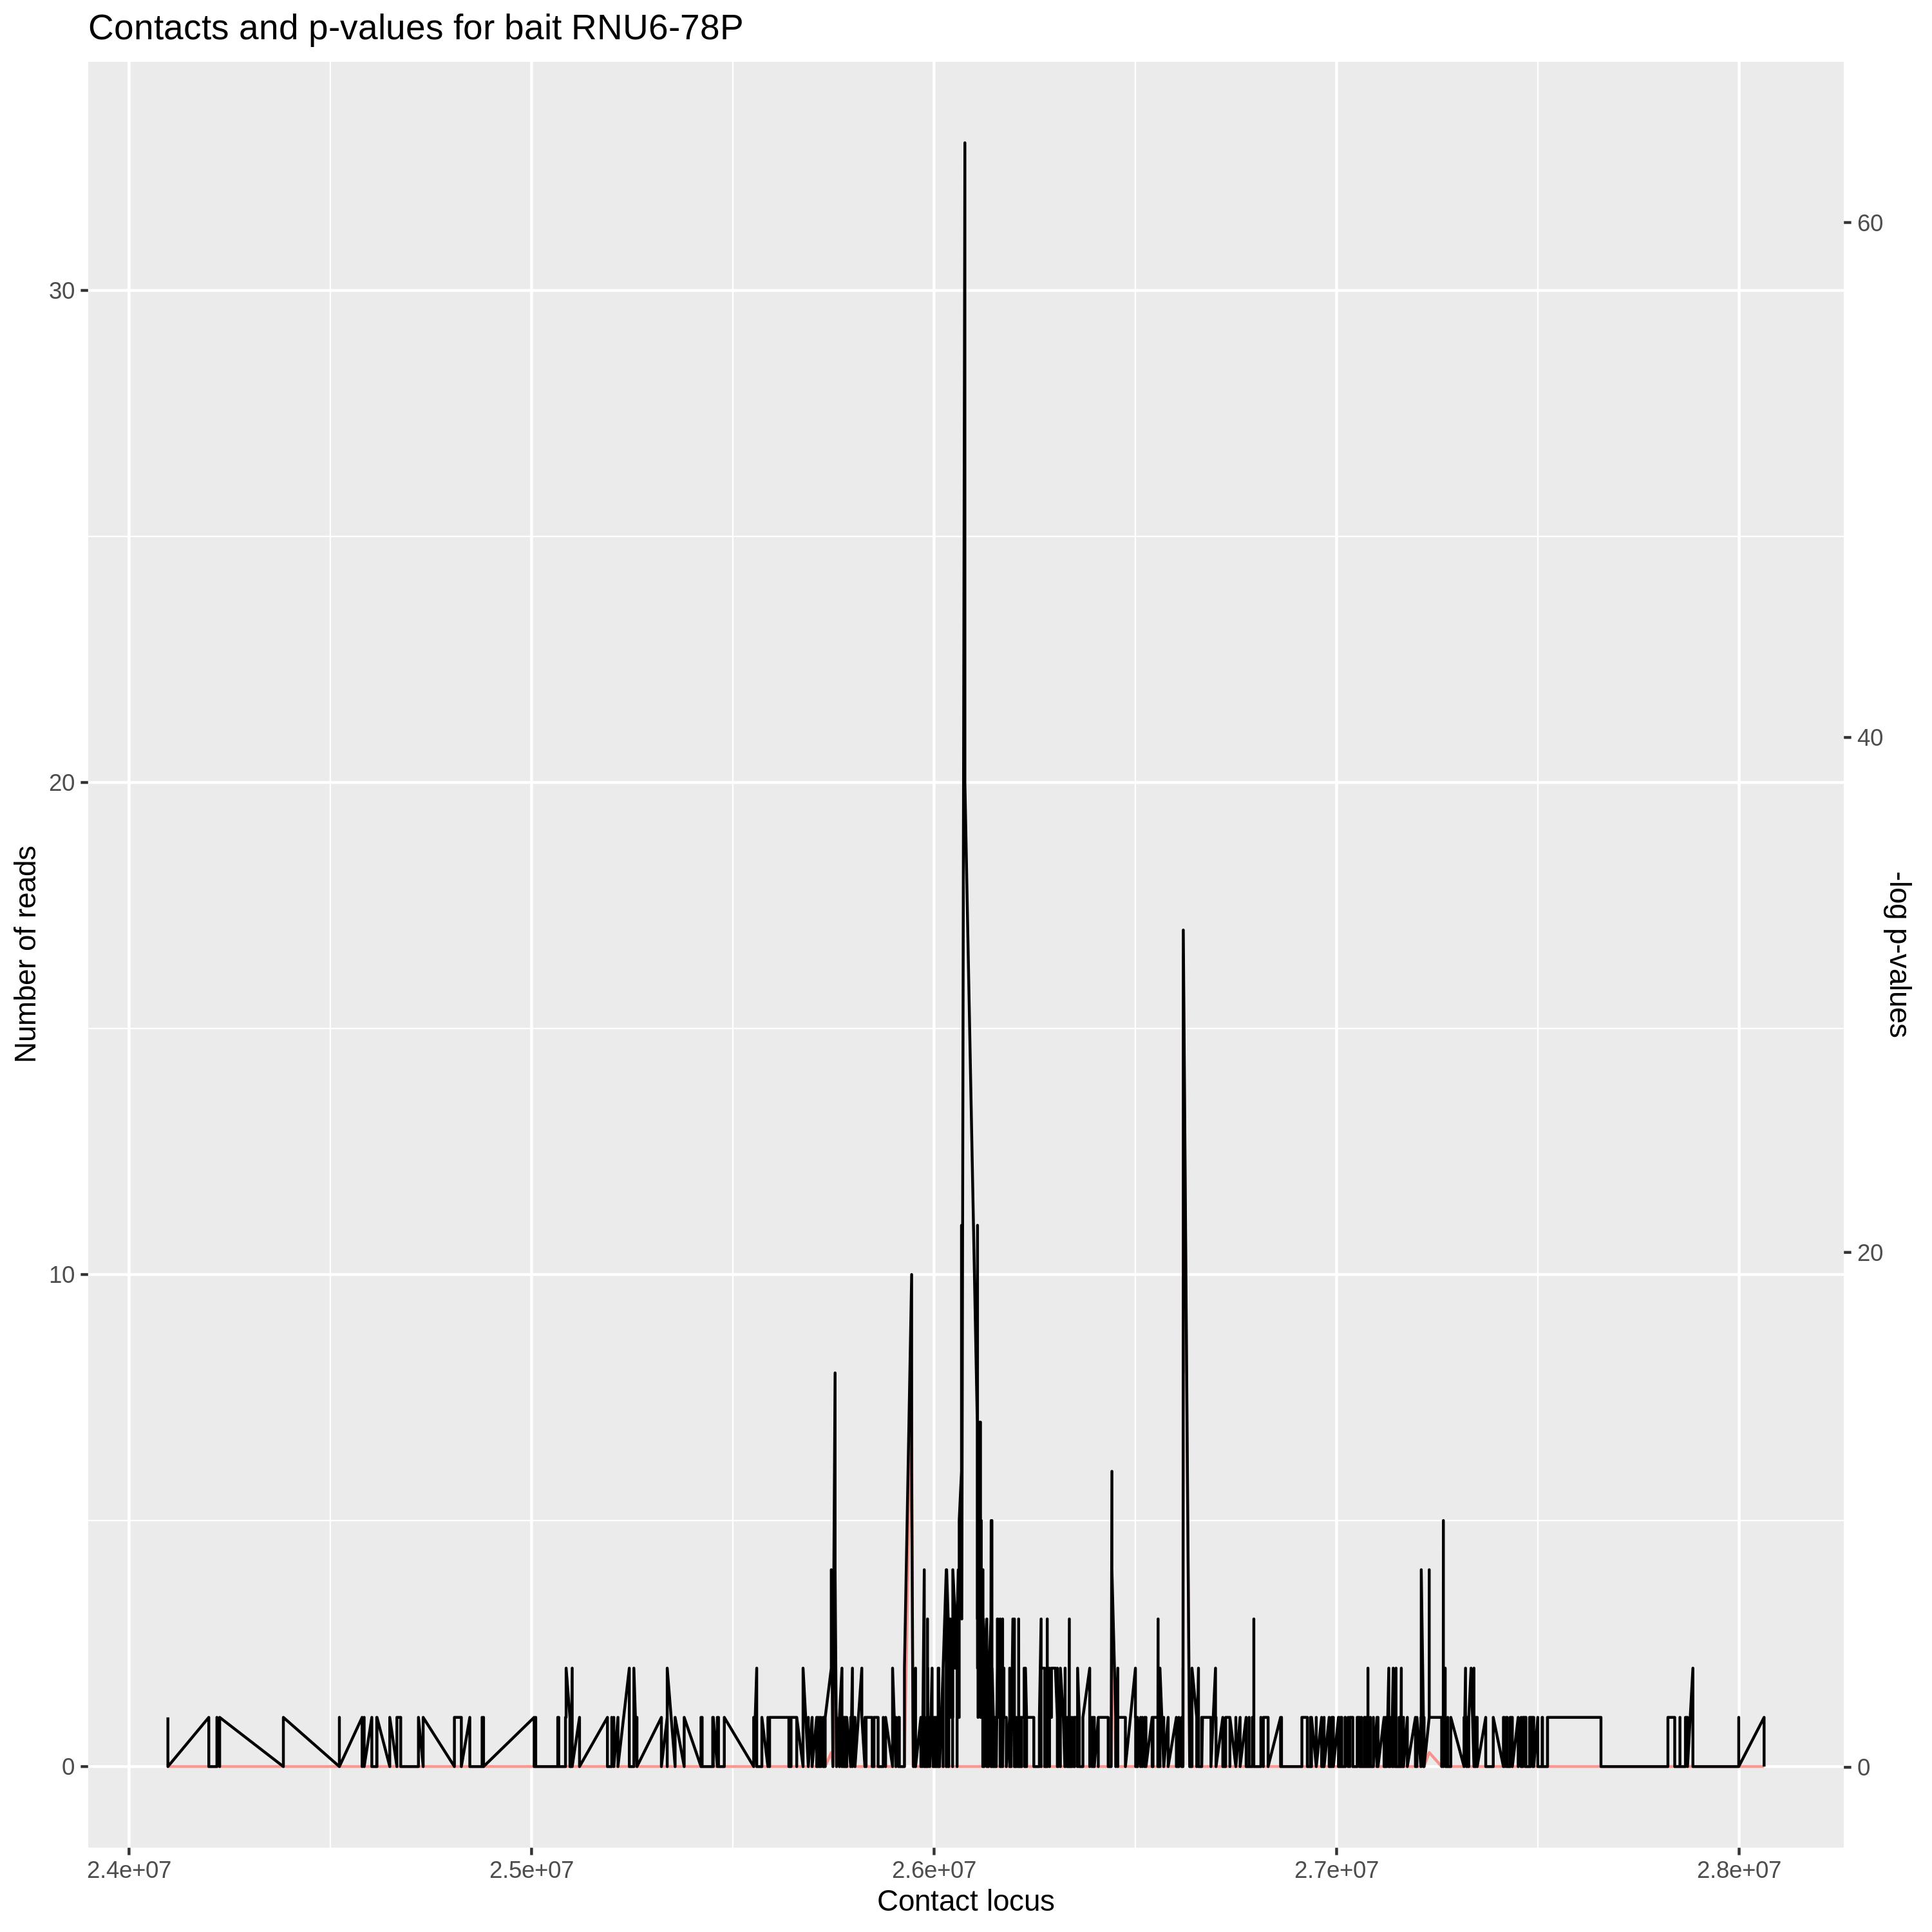 Contacts and p-values for bait RNU6-78P
Number of reads
30
20
10
0
60
40
20
0
-log p-values
2.4e+07 2.5e+07 2.6e+07 2.7e+07 2.8e+07
Contact locus